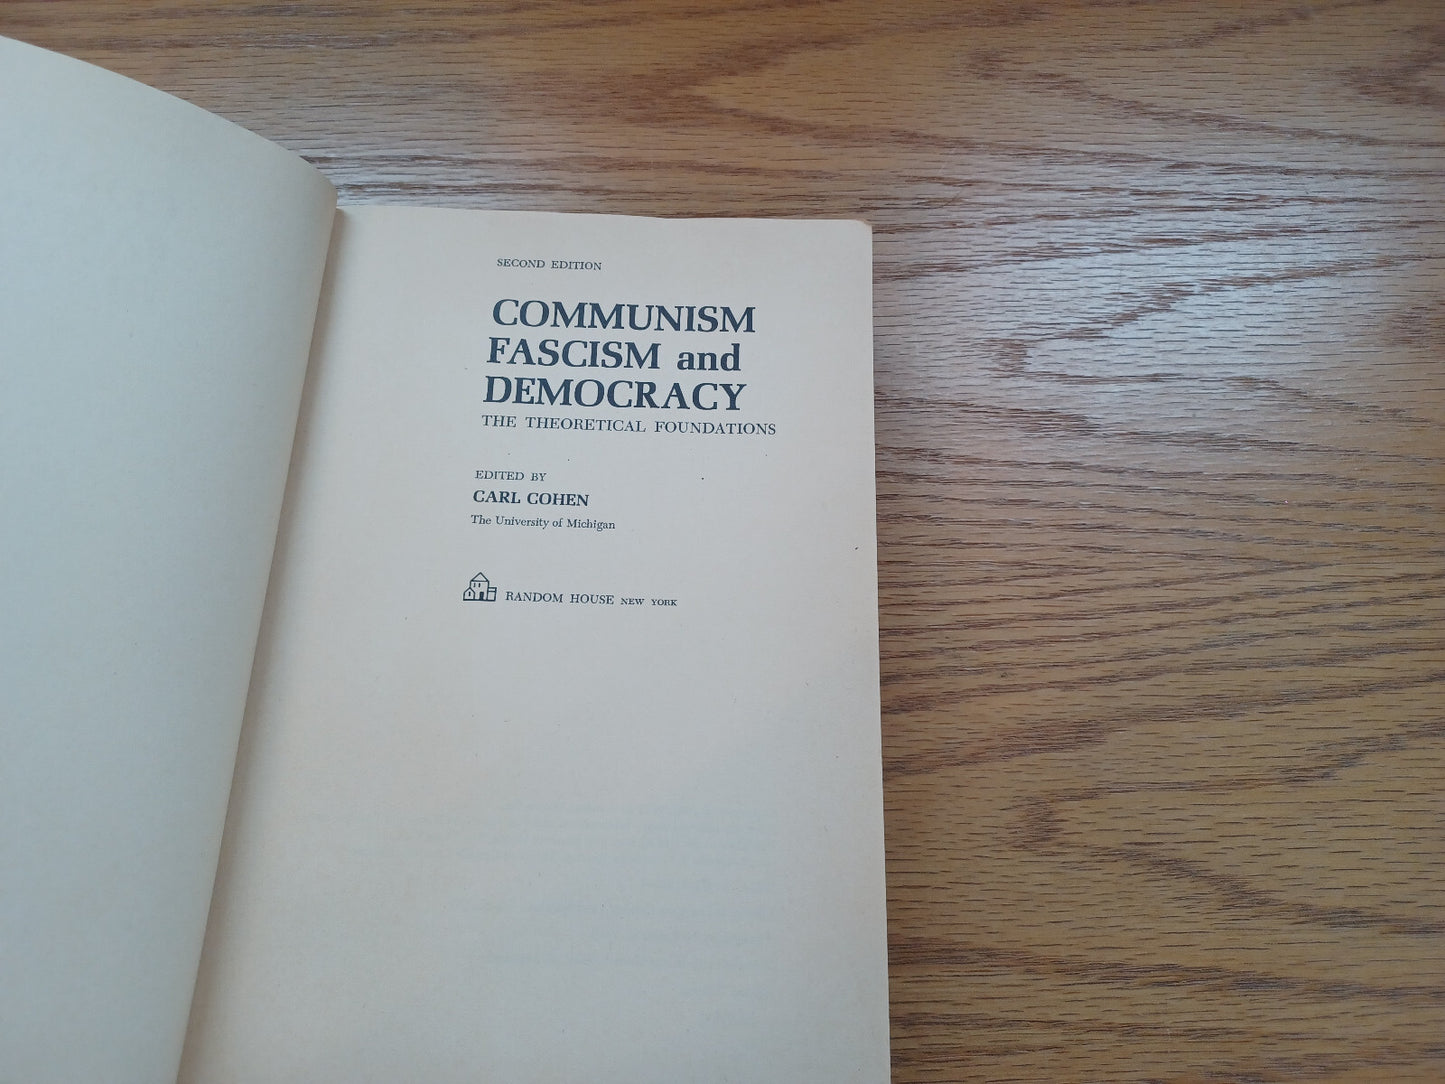 SECOND EDITION
COMMUNISM
FASCISM and
DEMOCRACY
THE THEORETICAL FOUNDATIONS
EDITED BY
CARL COHEN
The University of Michigan
RANDOM HOUSE NEW YORK